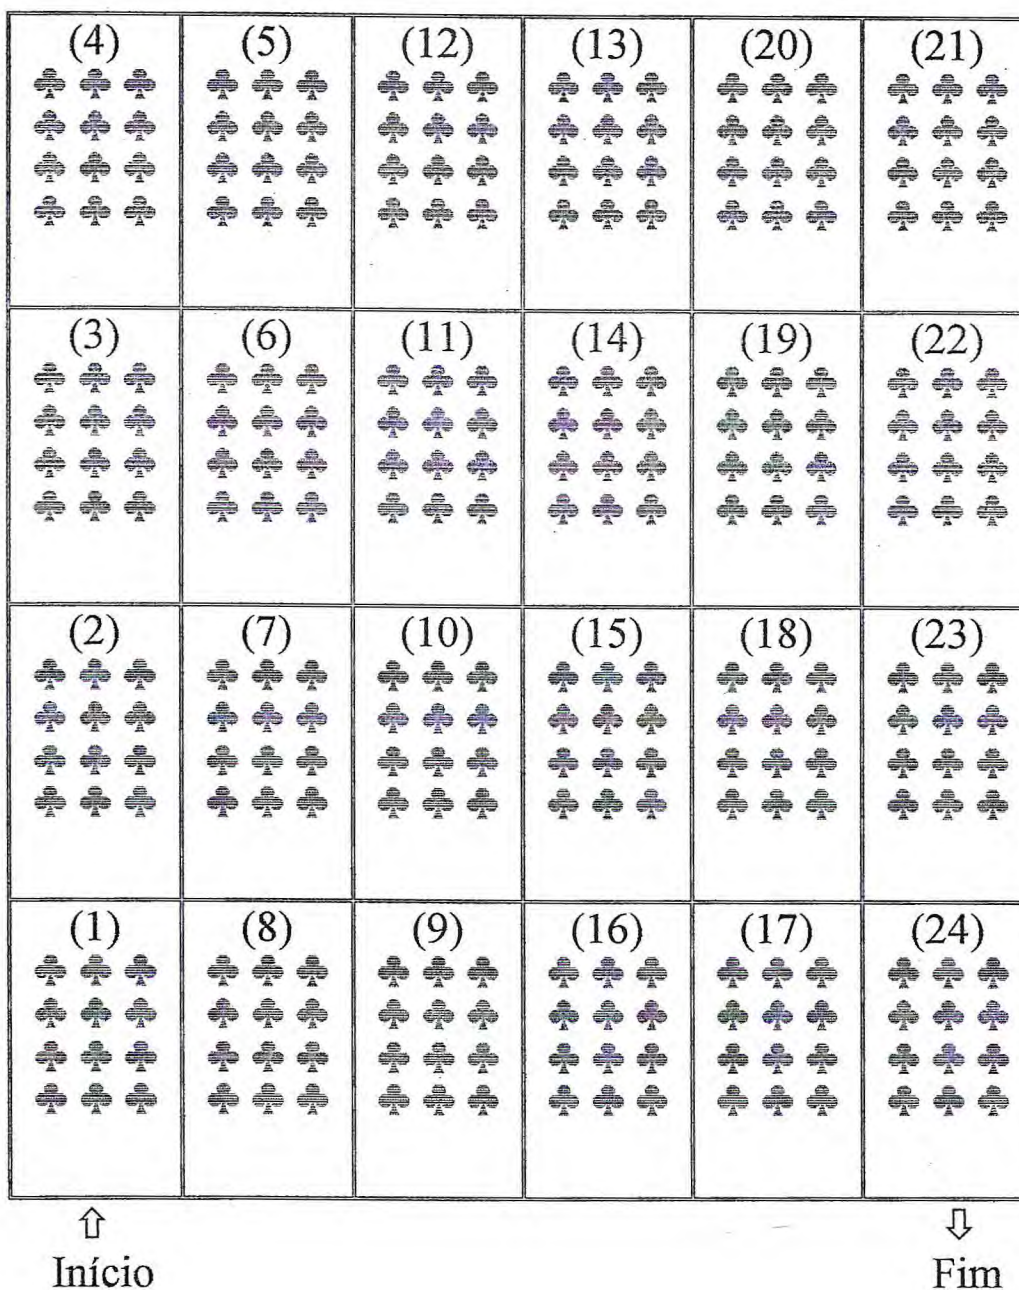 (4) (5) (12) (13) (20) (21)
(3) (6) (11) (14) (19) (22)
(2) (7) (10) (15) (18) (23)
(1) (8) (9) (16) (17) (24)
Início Fim